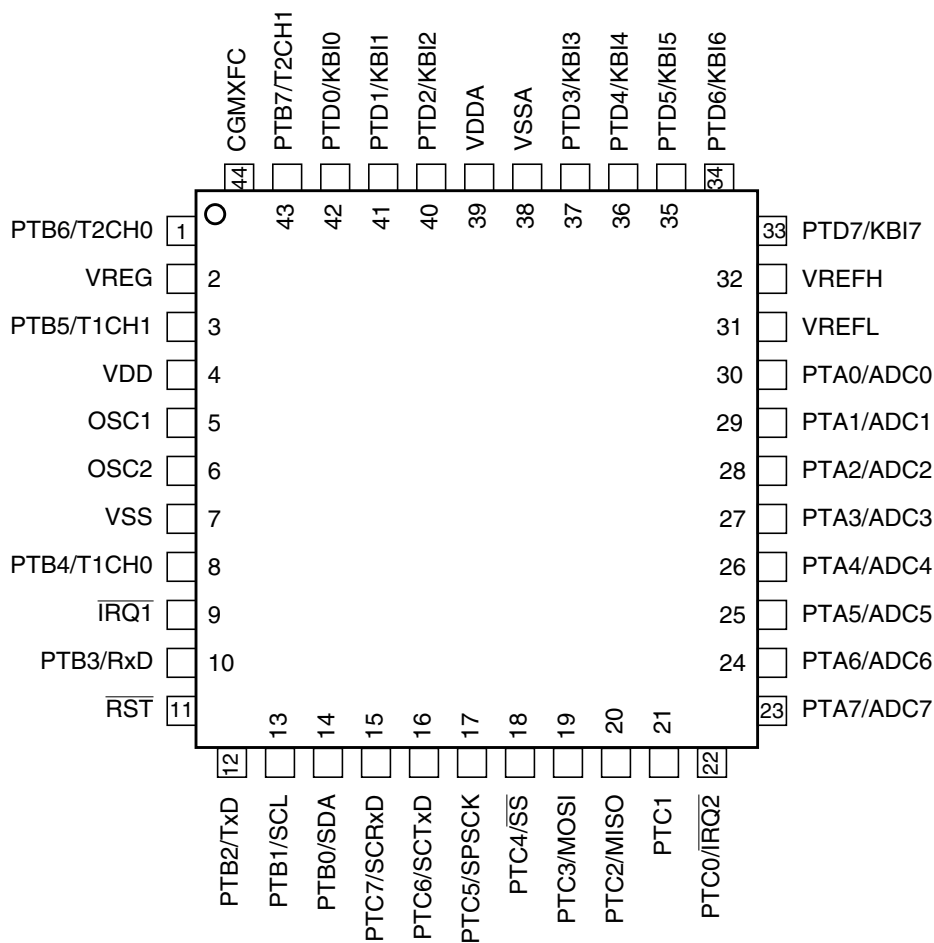 CGMXFC
PTB7/T2CH1
PTD0/KBI0
PTD1/KBI1
PTD2/KBI2
VDDA
VSSA
PTD3/KBI3
PTD4/KBI4
PTD5/KBI5
PTD6/KBI6
44
43
42
41
40
39
38
37
36
35
34
PTB6/T2CH0 1
VREG 2
PTB5/T1CH1 3
VDD 4
OSC1 5
OSC2 6
VSS 7
PTB4/T1CH0 8
IRQ1 9
PTB3/RxD 10
RST 11
33 PTD7/KBI7
32 VREFH
31 VREFL
30 PTA0/ADC0
29 PTA1/ADC1
28 PTA2/ADC2
27 PTA3/ADC3
26 PTA4/ADC4
25 PTA5/ADC5
24 PTA6/ADC6
23 PTA7/ADC7
12
13
14
15
16
17
18
19
20
21
22
PTB2/TxD
PTB1/SCL
PTB0/SDA
PTC7/SCRxD
PTC6/SCTxD
PTC5/SPSCK
PTC4/SS
PTC3/MOSI
PTC2/MISO
PTC1
PTC0/IRQ2